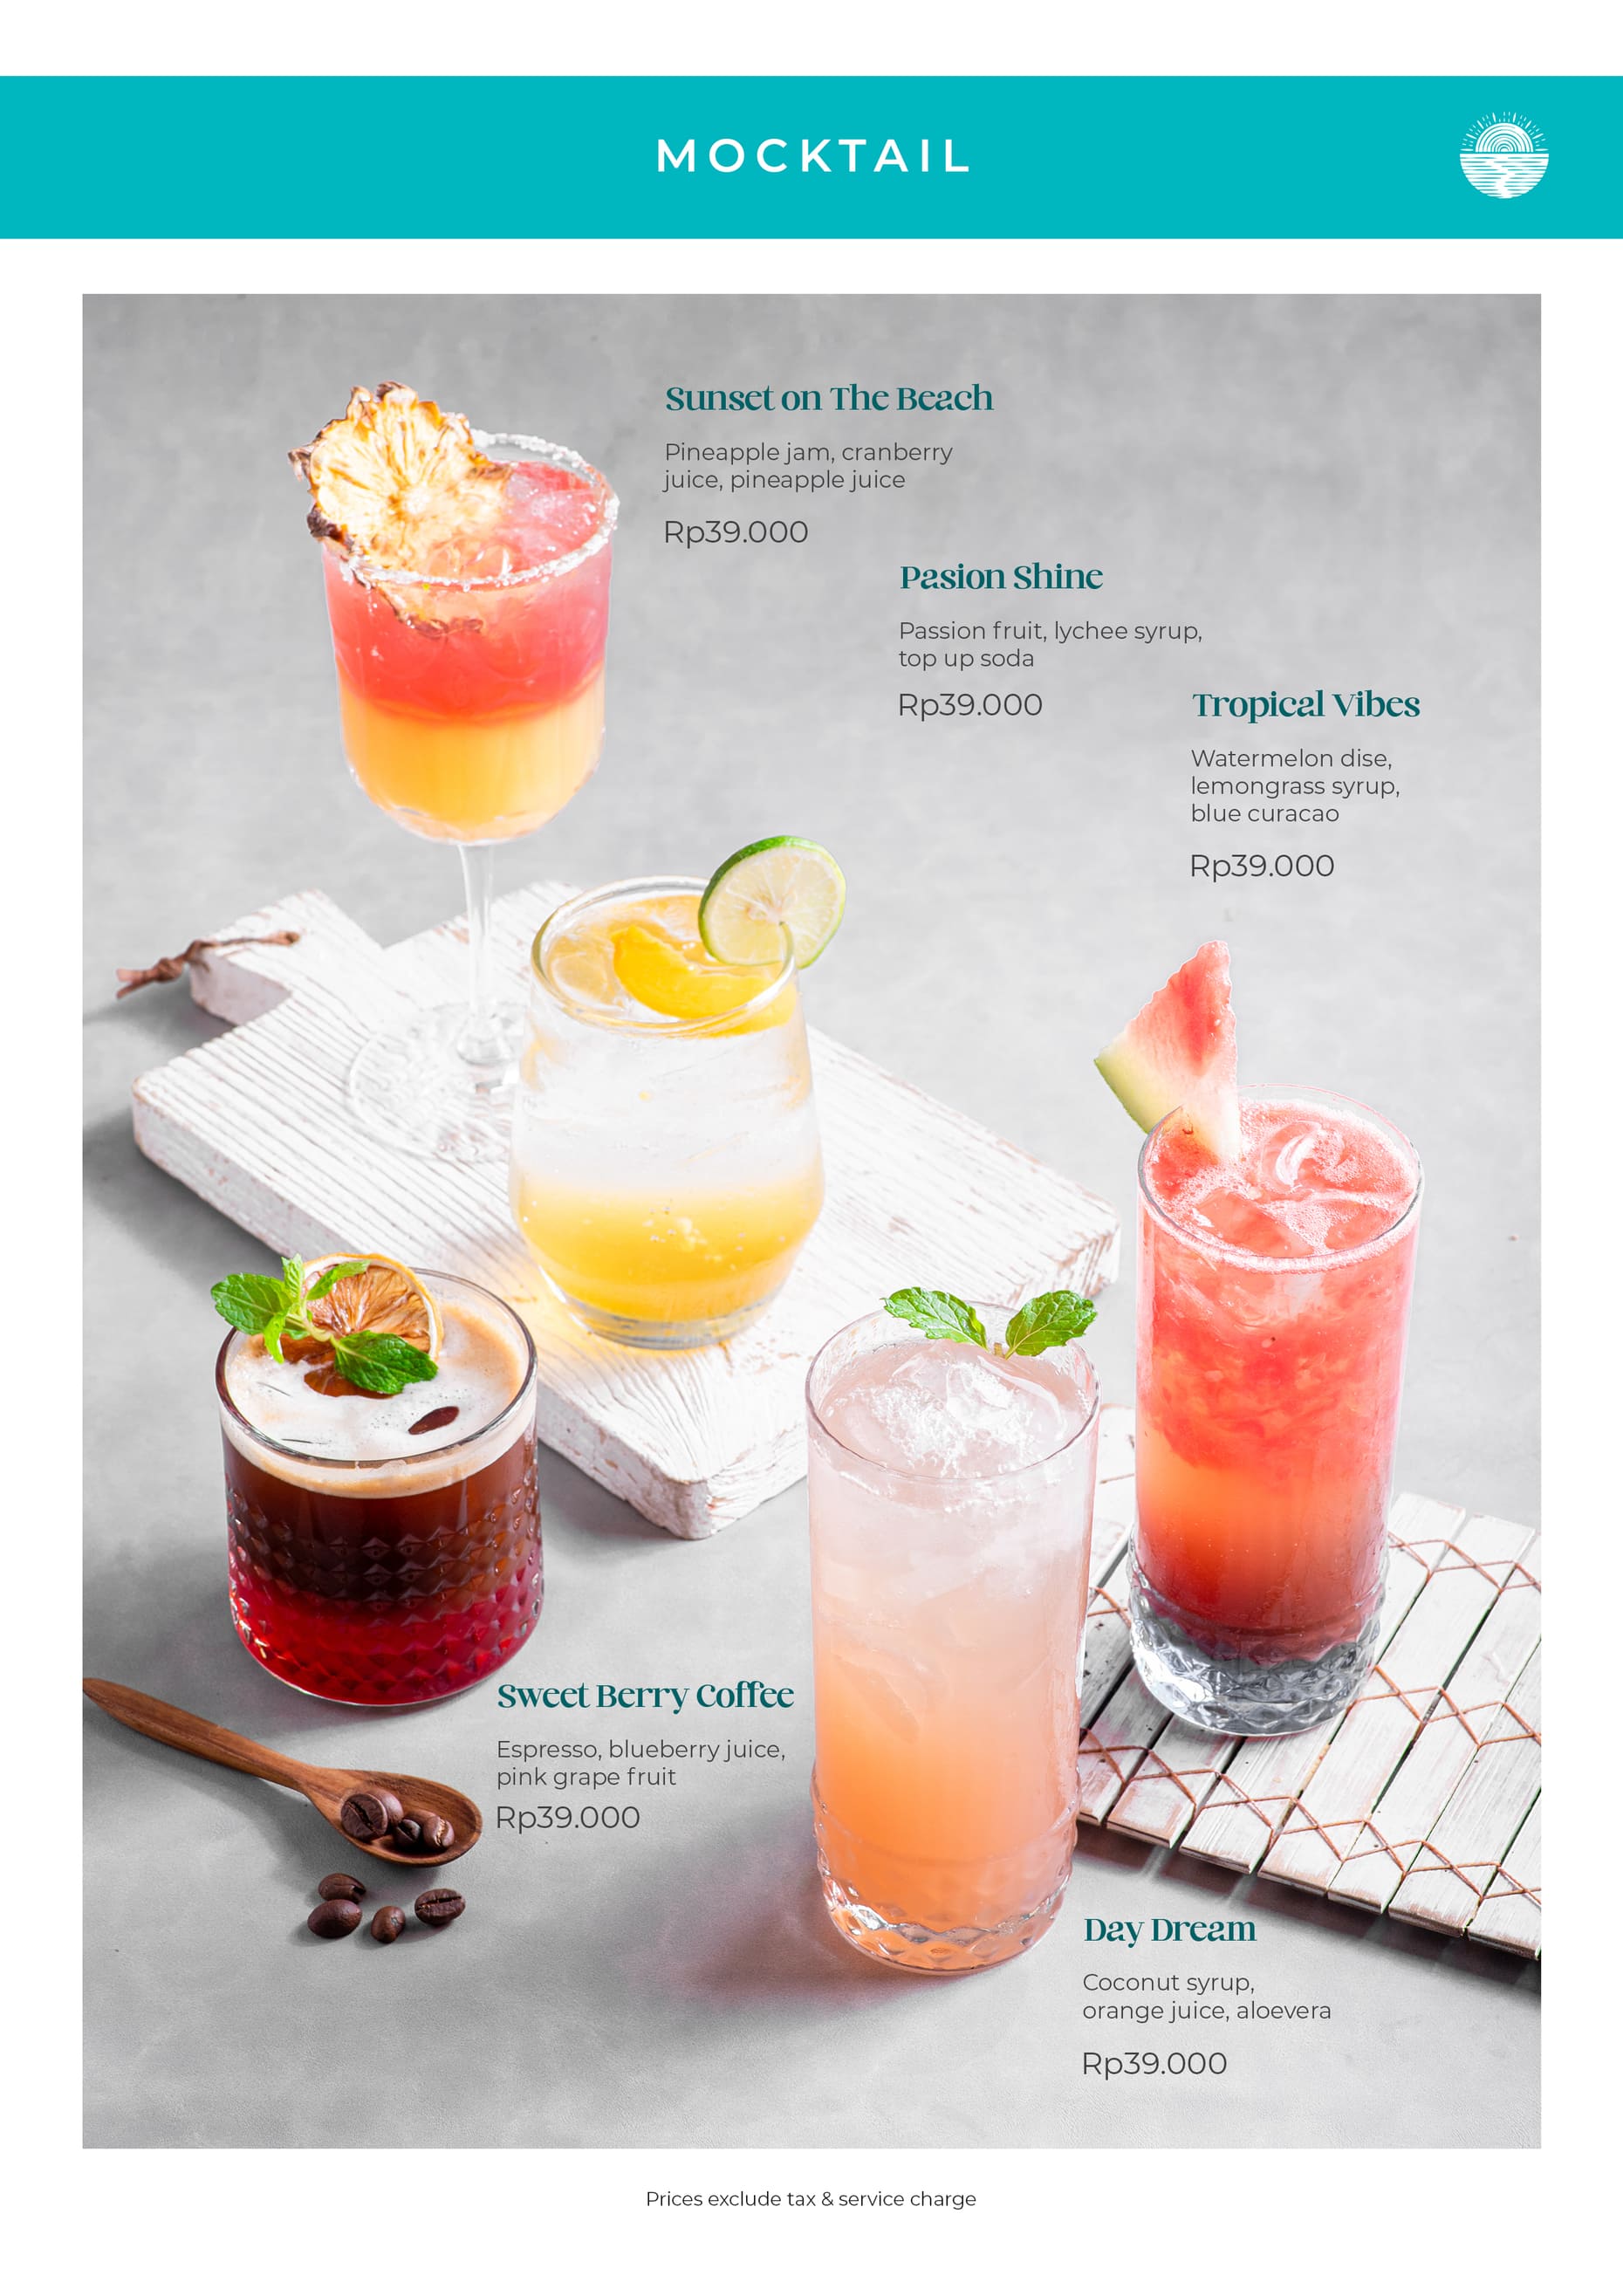 MOCKTAIL
Sunset on The Beach
Pineapple jam, cranberry
juice, pineapple juice
Rp39.000
Pasion Shine
Passion fruit, lychee syrup,
top up soda
Rp39.000
Tropical Vibes
Watermelon dise,
lemongrass syrup,
blue curacao
Rp39.000
Sweet Berry Coffee
Espresso, blueberry juice,
pink grape fruit
Rp39.000
Day Dream
Coconut syrup,
orange juice, aloevera
Rp39.000
Prices exclude tax & service charge